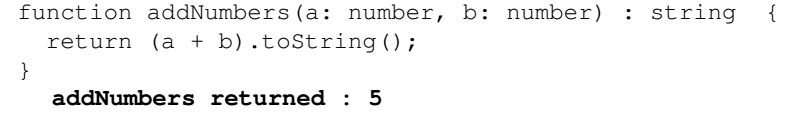 function addNumbers(a: number, b: number) : string  {
  return (a + b).toString();
}
  addNumbers returned : 5